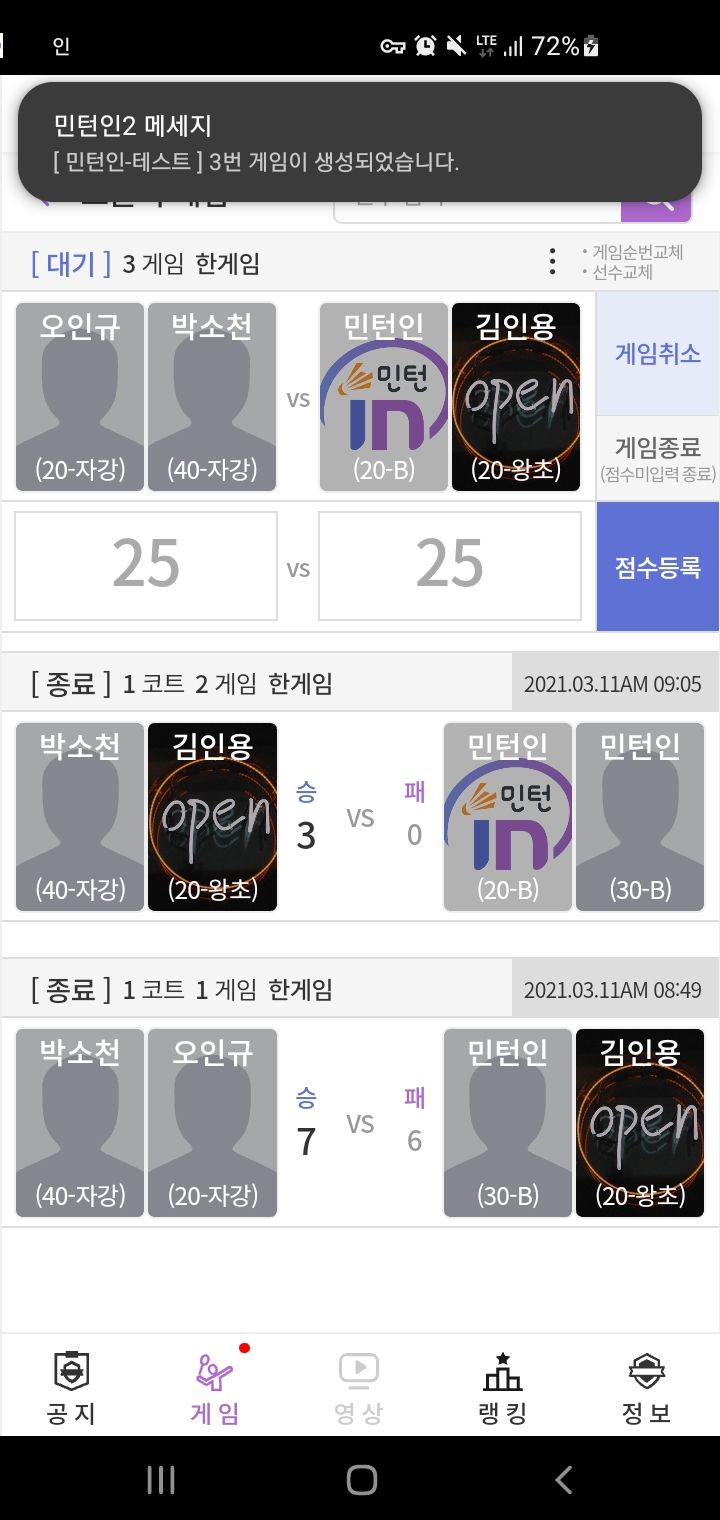 인
LTE
72%
민턴인2 메세지
[ 민턴인-테스트 ] 3번 게임이 생성되었습니다.
[ 대기 ] 3 게임 한게임
• 게임순번교체
• 선수교체
오인규 박소천 민턴인 김인용
민턴
in
open
VS
(20-자강) (40-자강) (20-B) (20-왕초)
게임취소
게임종료
(점수미입력 종료)
25 VS 25
점수등록
[ 종료 ] 1 코트 2 게임 한게임
2021.03.11AM 09:05
박소천 김인용 민턴인 민턴인
open
민턴
in
승 패
3 VS 0
(40-자강) (20-왕초) (20-B) (30-B)
[ 종료 ] 1 코트 1 게임 한게임
2021.03.11AM 08:49
박소천 오인규 민턴인 김인용
승 패
open
7 VS 6
(40-자강) (20-자강) (30-B) (20-왕초)
공지 게임 영상 랭킹 정보